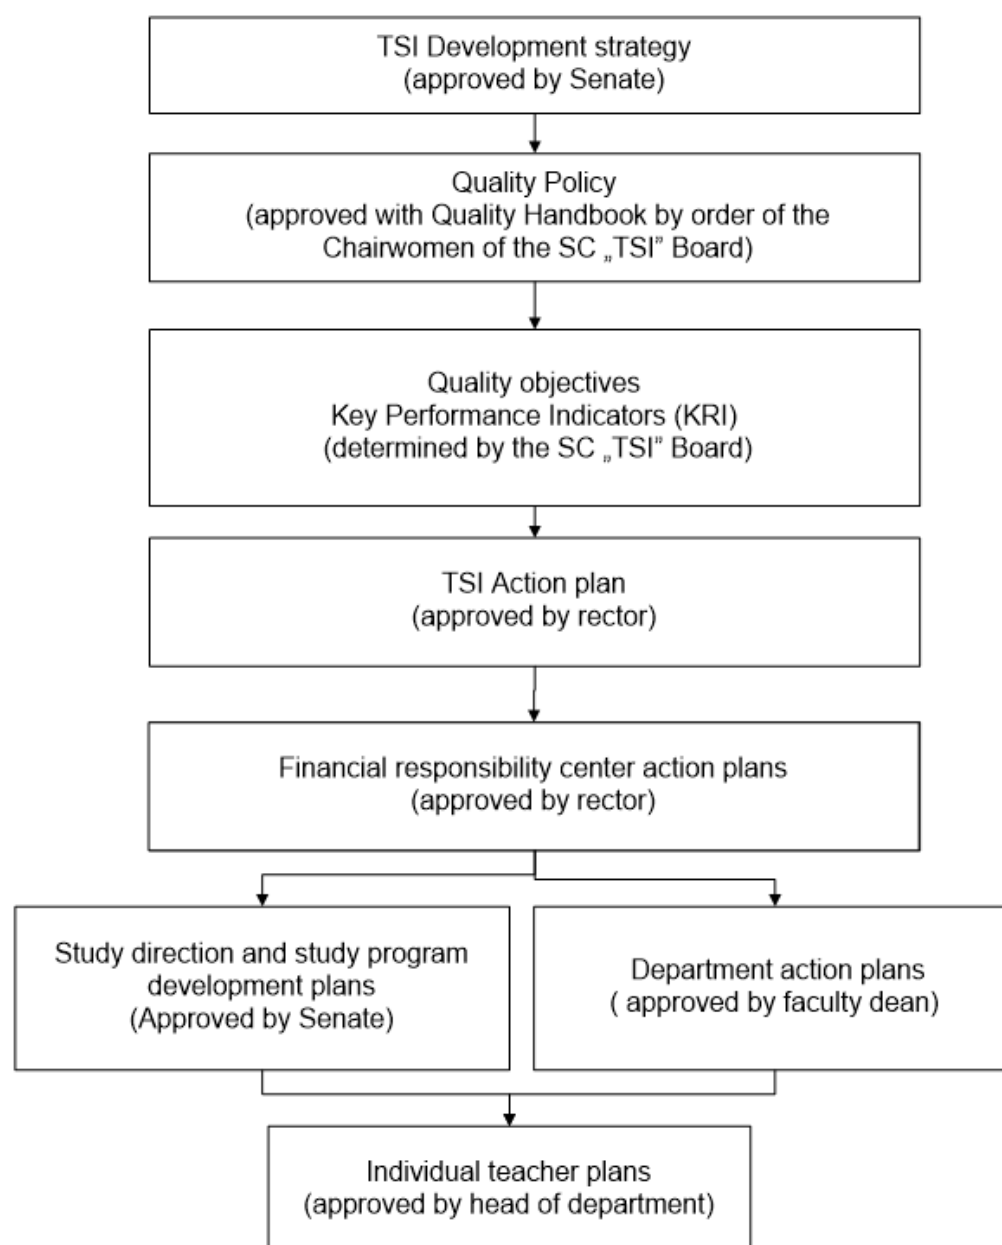 TSI Development strategy
(approved by Senate)
Quality Policy
(approved with Quality Handbook by order of the
Chairwomen of the SC „TSI” Board)
Quality objectives
Key Performance Indicators (KRI)
(determined by the SC „TSI” Board)
TSI Action plan
(approved by rector)
Financial responsibility center action plans
(approved by rector)
Study direction and study program
development plans
(Approved by Senate)
Department action plans
( approved by faculty dean)
Individual teacher plans
(approved by head of department)